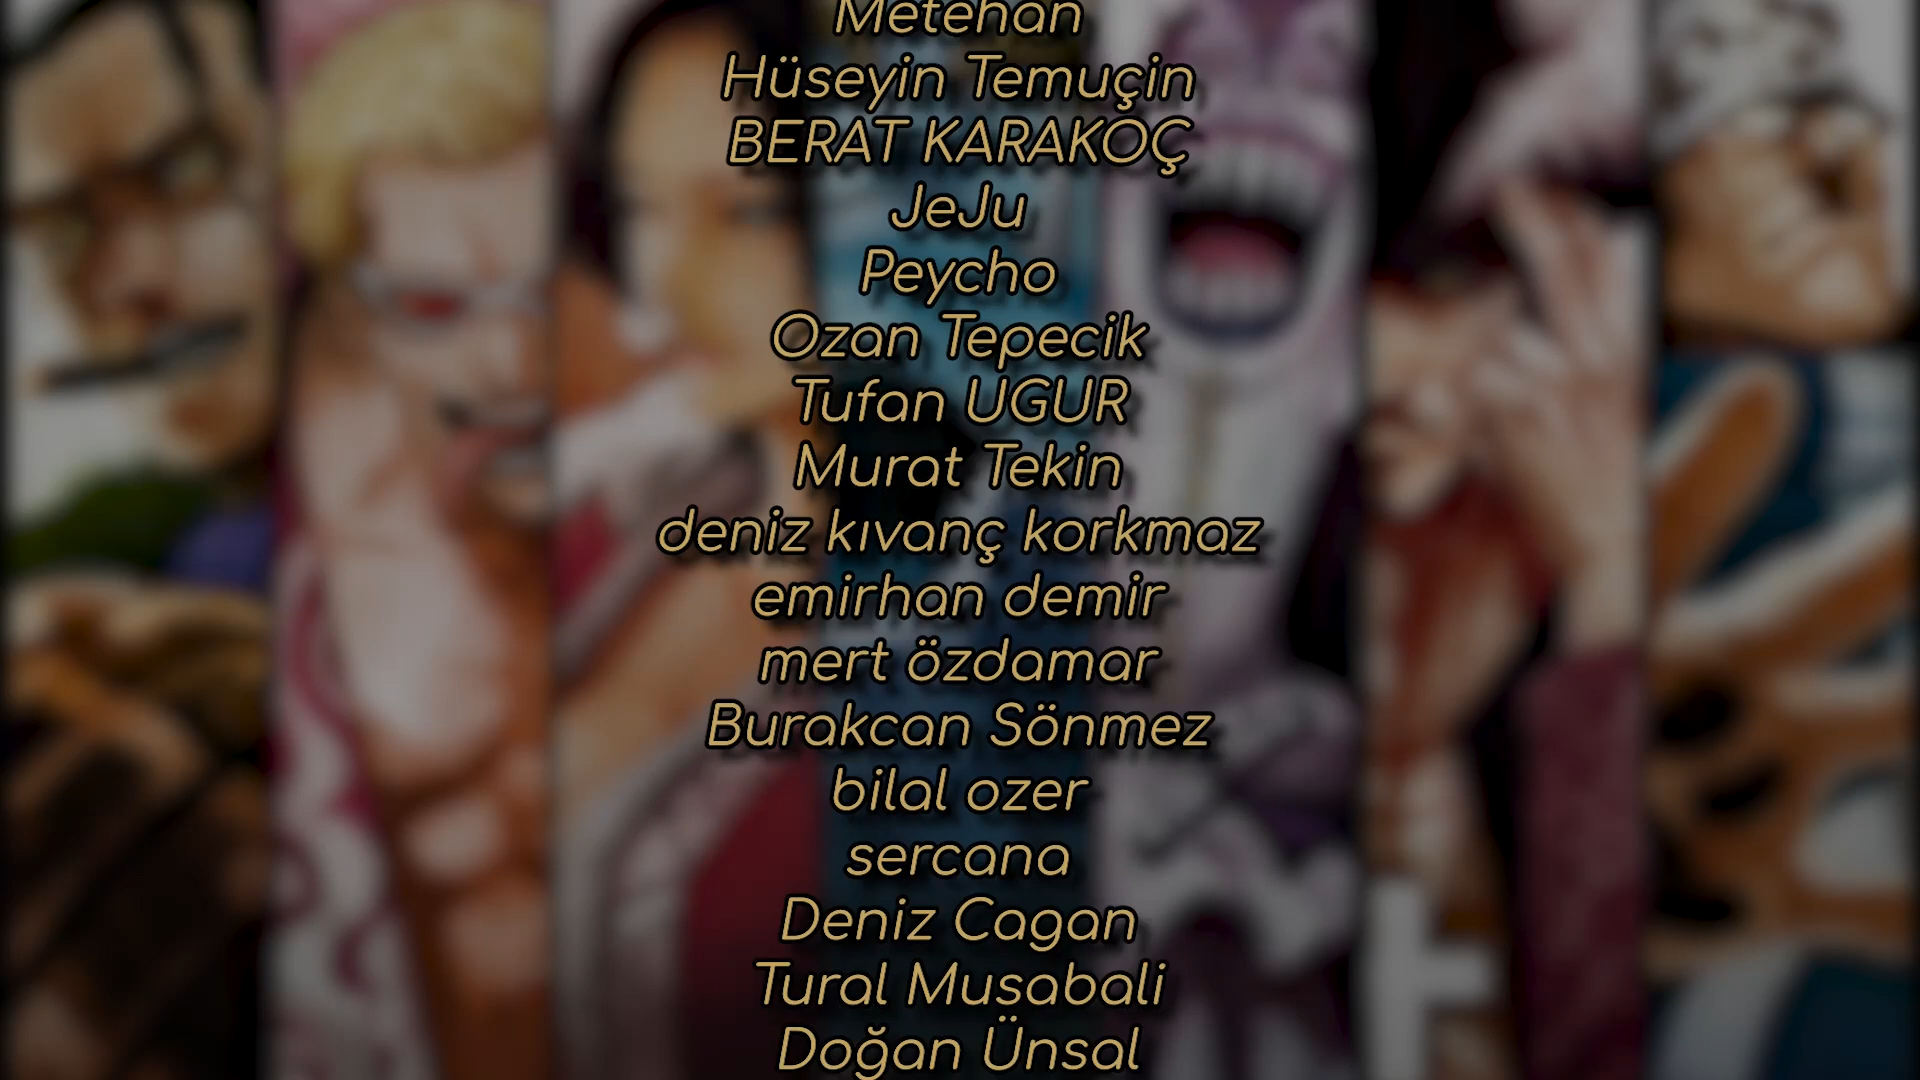 Metehan
Hüseyin Temuçin
BERAT KARAKOÇ
JeJu
Peycho
Ozan Tepecik
Tufan UGUR
Murat Tekin
deniz kıvanç korkmaz
emirhan demir
mert özdamar
Burakcan Sönmez
bilal ozer
sercana
Deniz Cagan
Tural Musabali
Doğan Ünsal